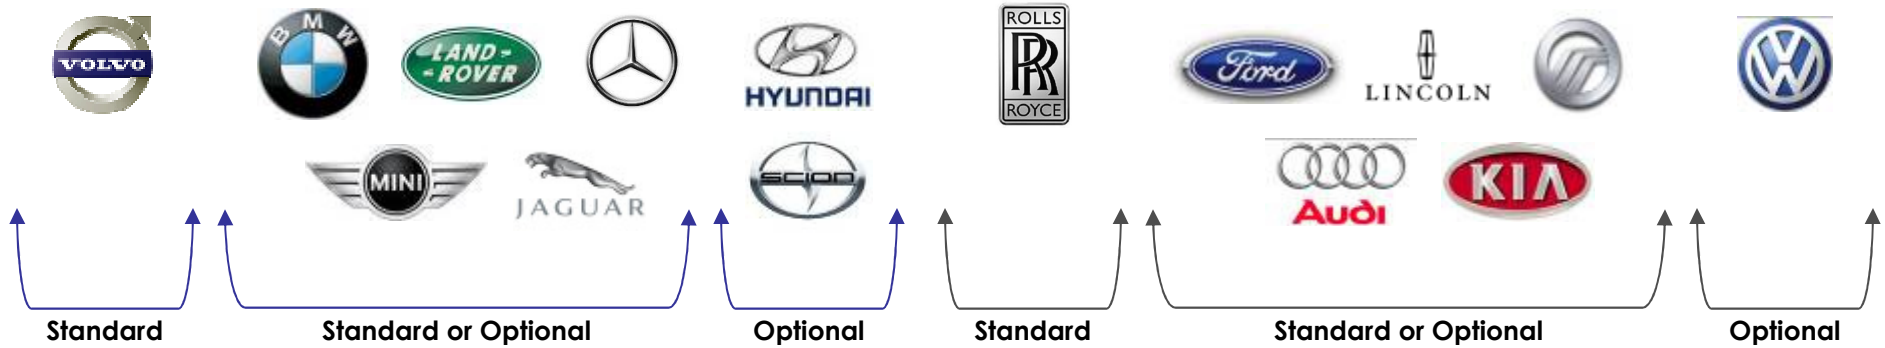 VOLVO
BMW
LAND-
-ROVER
HYUNDAI
ROLLS
RR
ROYCE
Ford
LINCOLN
VW
MINI
JAGUAR
SCION
Audi
KIA
Standard
Standard or Optional
Optional
Standard
Standard or Optional
Optional